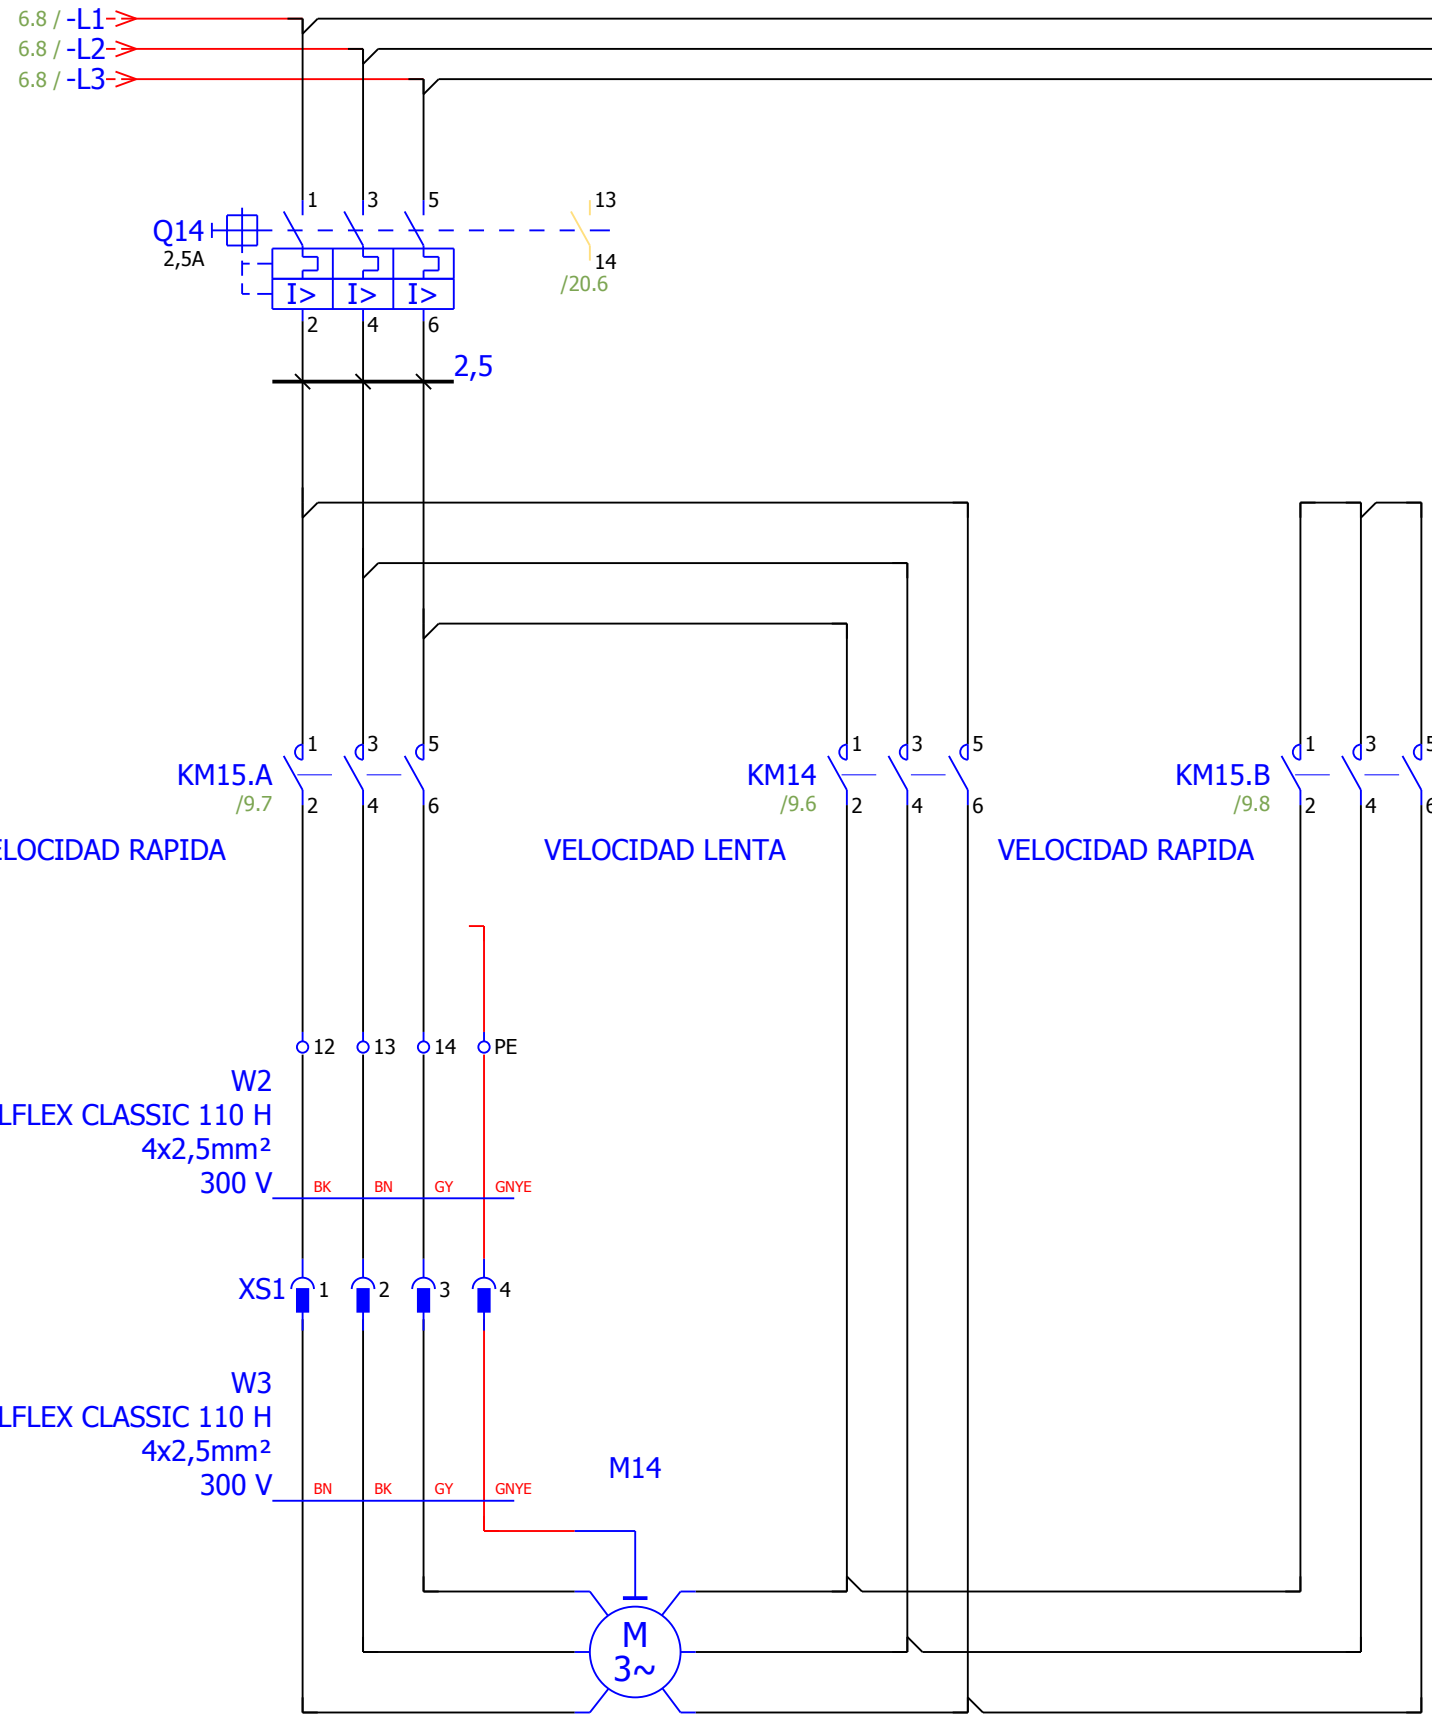 6.8 / -L1
6.8 / -L2
6.8 / -L3
1 3 5 13
Q14
2,5A
14
/20.6
I> I> I>
2 4 6
2,5
1 3 5 1 3 5 1 3 5
KM15.A KM14 KM15.B
/9.7 2 4 6 /9.6 2 4 6 /9.8 2 4 6
ELOCIDAD RAPIDA VELOCIDAD LENTA VELOCIDAD RAPIDA
12 13 14 PE
W2
LFLEX CLASSIC 110 H
4x2,5mm²
300 V BK BN GY GNYE
XS1 1 2 3 4
W3
LFLEX CLASSIC 110 H
4x2,5mm²
300 V BN BK GY GNYE
M14
M
3~